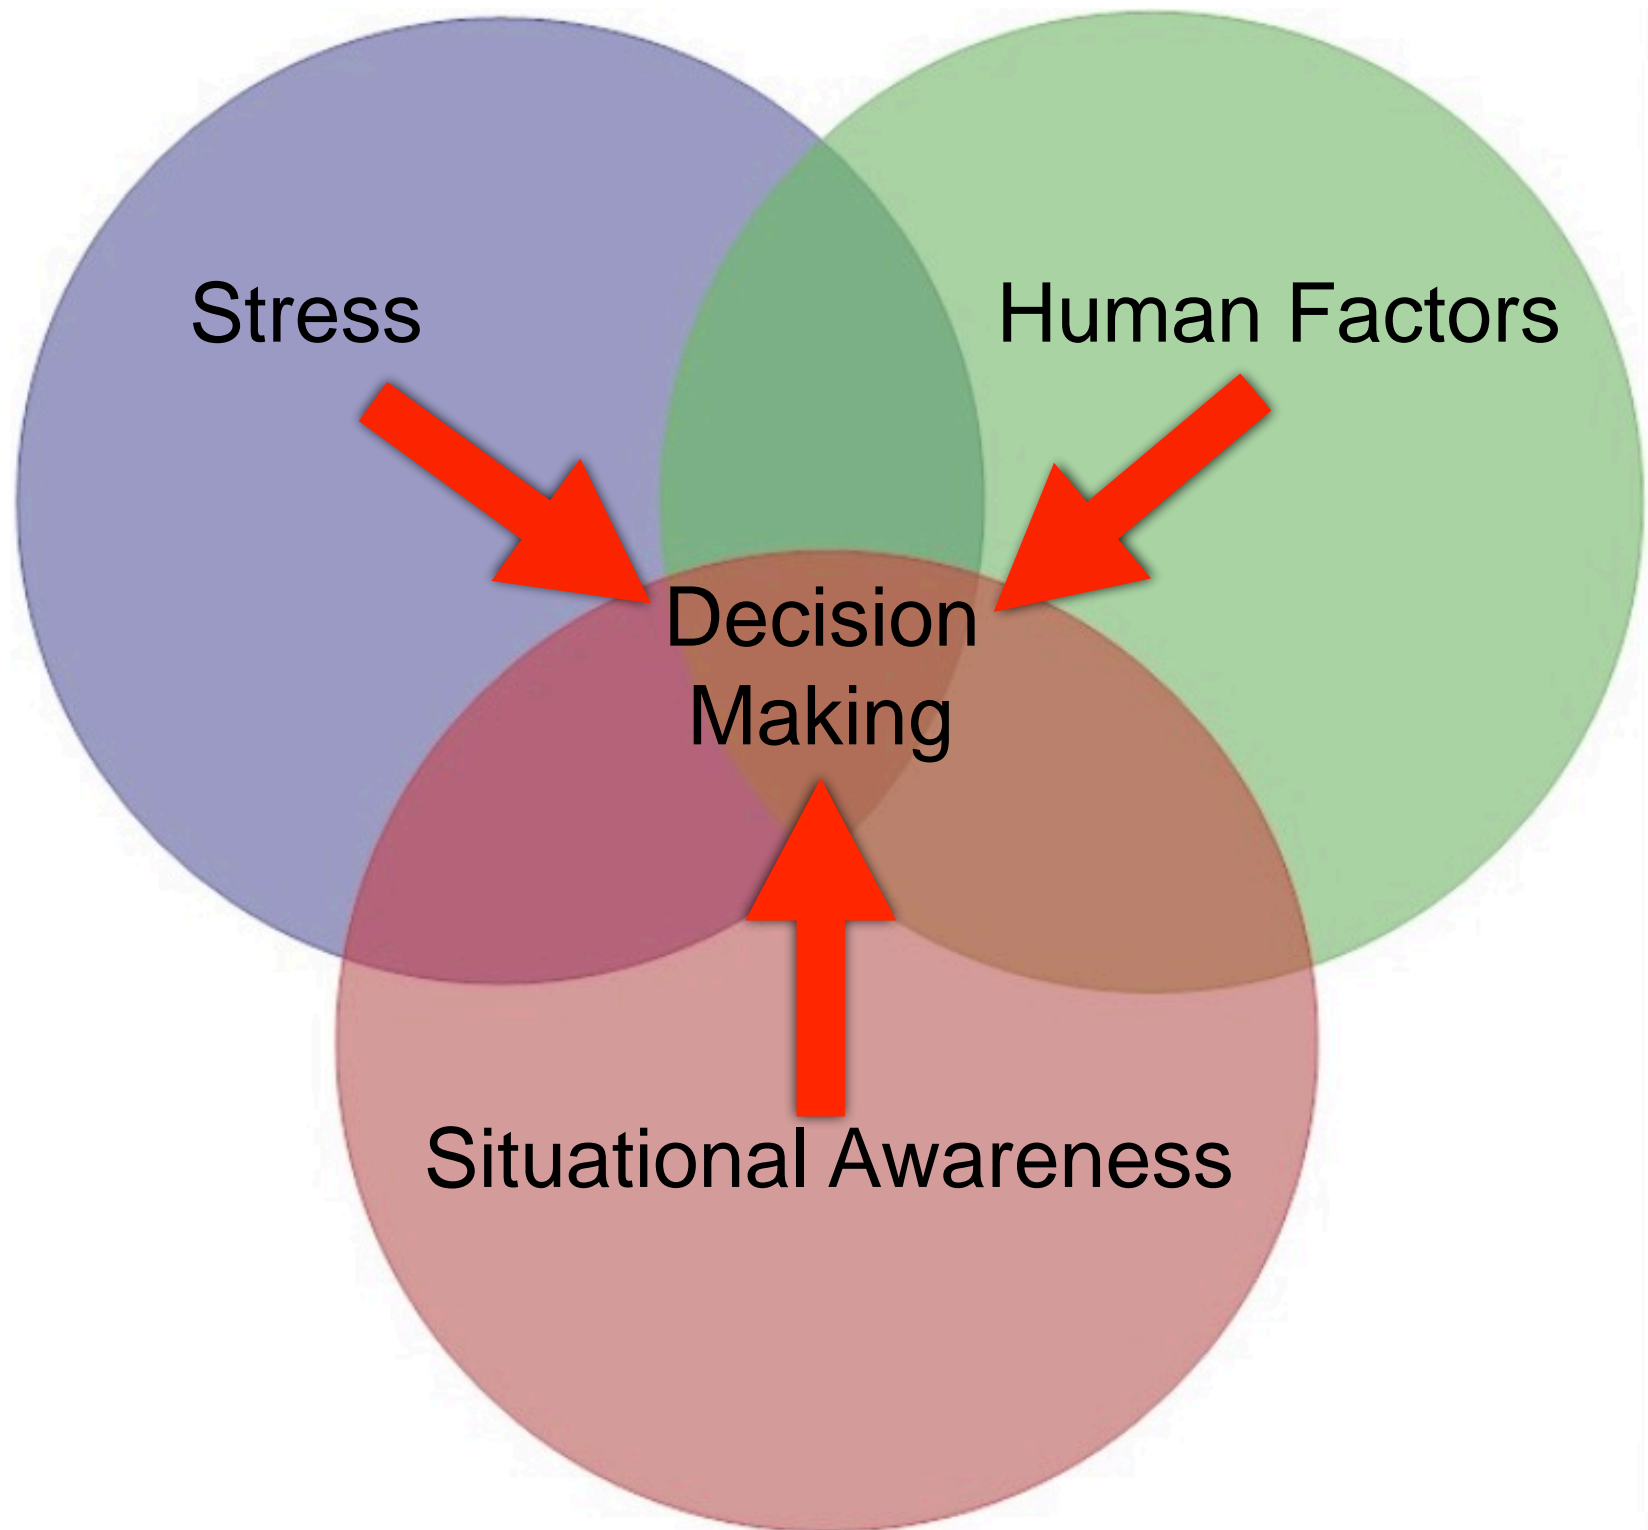 Stress
Human Factors
Decision
Making
Situational Awareness